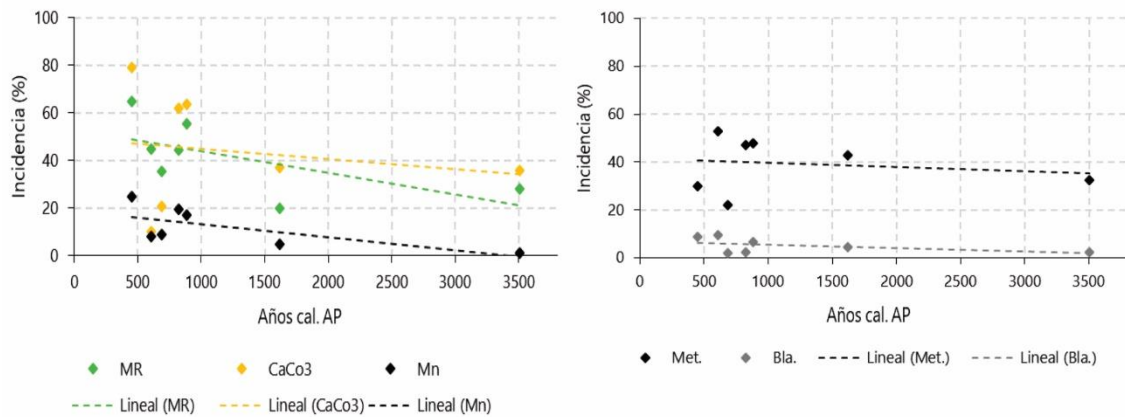 100
80
60
40
20
0
Incidencia (%)
0 500 1000 1500 2000 2500 3000 3500
Años cal. AP
MR CaCo3 Mn
Lineal (MR) Lineal (CaCo3) Lineal (Mn)
100
80
60
40
20
0
Incidencia (%)
0 500 1000 1500 2000 2500 3000 3500
Años cal. AP
Met. Bla. Lineal (Met.) Lineal (Bla.)